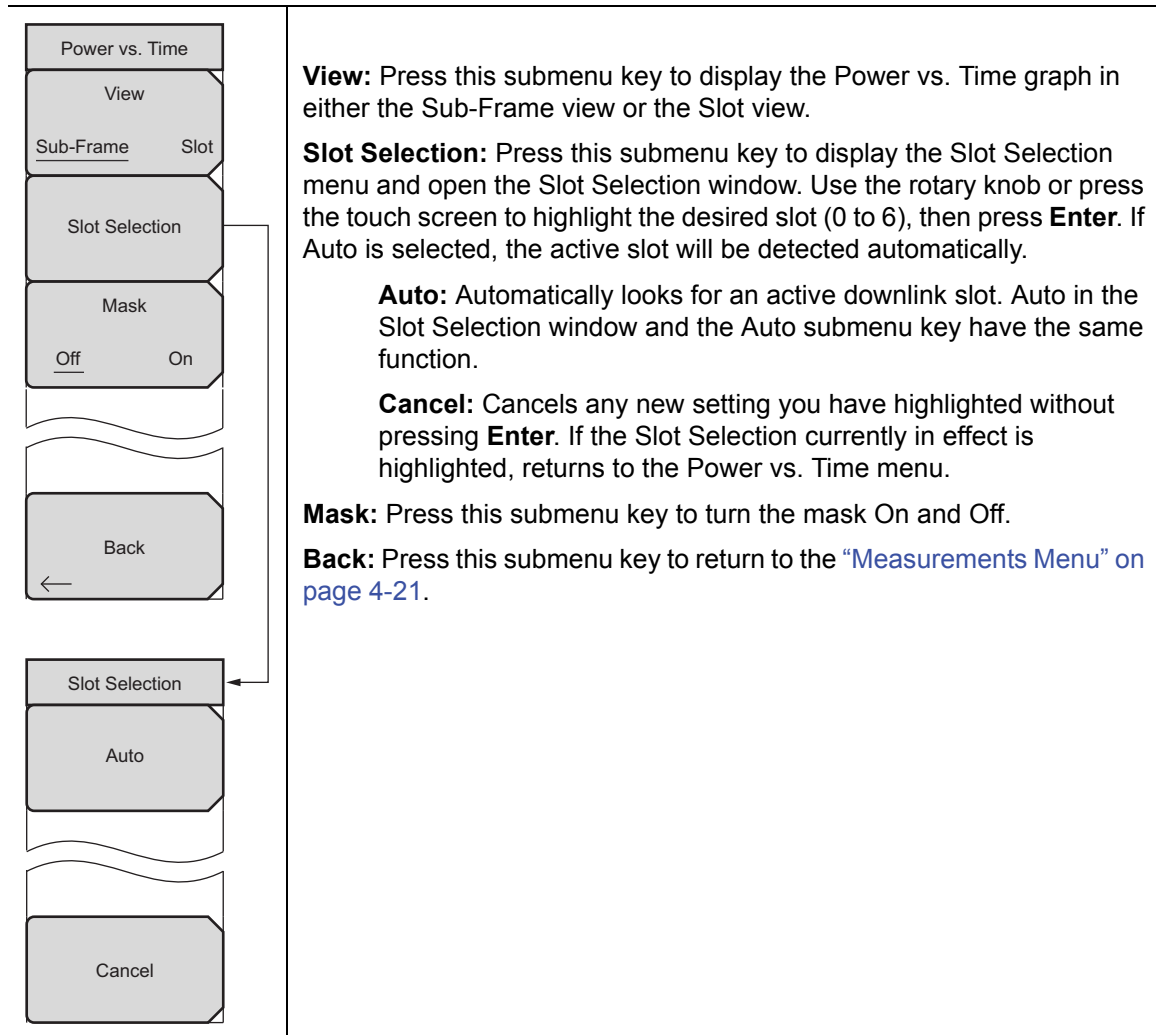 Power vs. Time
View
Sub-Frame Slot
Slot Selection
Mask
Off On
Back
Slot Selection
Auto
Cancel
View: Press this submenu key to display the Power vs. Time graph in
either the Sub-Frame view or the Slot view.
Slot Selection: Press this submenu key to display the Slot Selection
menu and open the Slot Selection window. Use the rotary knob or press
the touch screen to highlight the desired slot (0 to 6), then press Enter. If
Auto is selected, the active slot will be detected automatically.
Auto: Automatically looks for an active downlink slot. Auto in the
Slot Selection window and the Auto submenu key have the same
function.
Cancel: Cancels any new setting you have highlighted without
pressing Enter. If the Slot Selection currently in effect is
highlighted, returns to the Power vs. Time menu.
Mask: Press this submenu key to turn the mask On and Off.
Back: Press this submenu key to return to the “Measurements Menu” on
page 4-21.